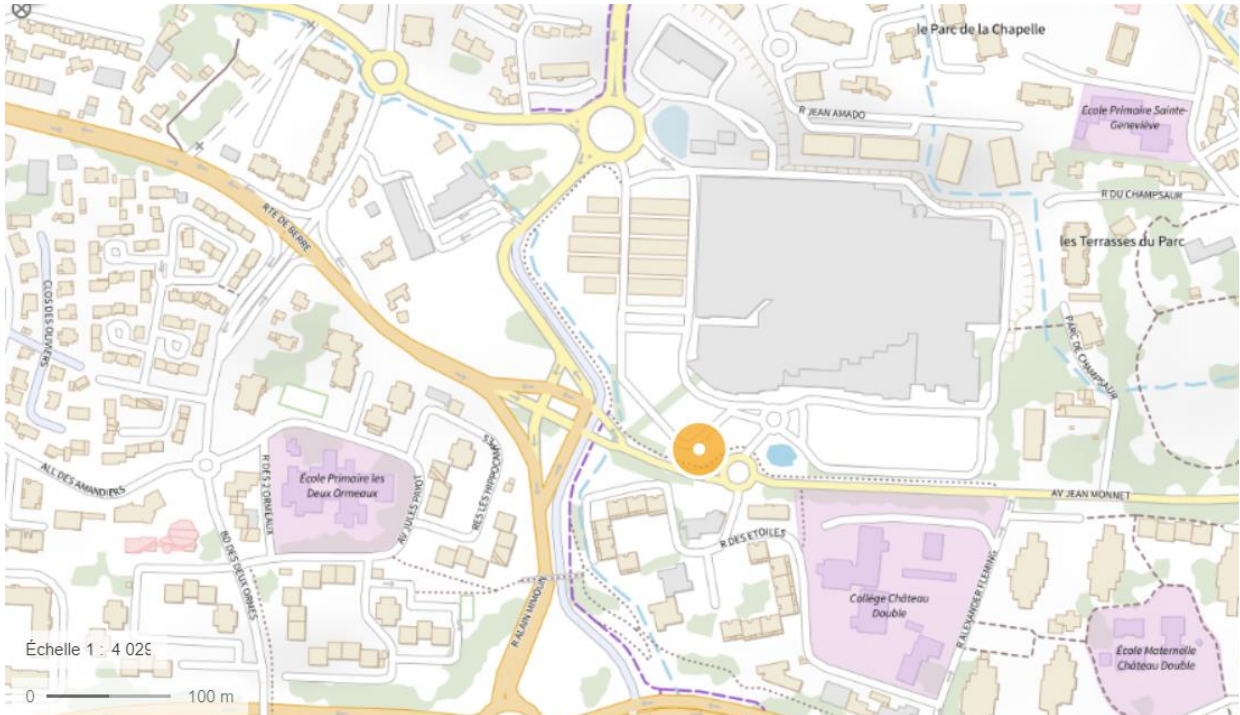 le Parc de la Chapelle
R JEAN AMADO
École Primaire Sainte-
Geneviève
R DU CHAMPSAUR
RTE DE BERRE
les Terrasses du Parc
CLOS DES OLIVIERS
PARC DE CHAMPSAUR
ALL DES AMANDIERS
R DES 2 ORMEAUX
École Primaire les
Deux Ormeaux
AV JULES PAYOT
RES LES HIPPOCAMPES
AV JEAN MONNET
BD DES DEUX ORMES
R DES ETOILES
R ALAIN MIMOUN
Collège Château
Double
R ALEXANDER FLEMING
École Maternelle
Château Double
Échelle 1 : 4 029
0 100 m